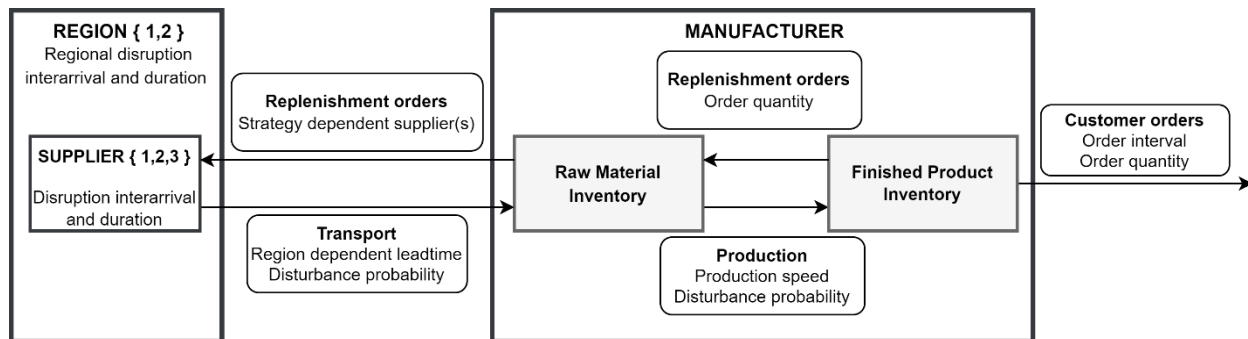 REGION { 1,2 }
Regional disruption
interarrival and duration
SUPPLIER { 1,2,3 }
Disruption interarrival
and duration
Replenishment orders
Strategy dependent supplier(s)
Transport
Region dependent leadtime
Disturbance probability
MANUFACTURER
Replenishment orders
Order quantity
Raw Material
Inventory
Finished Product
Inventory
Production
Production speed
Disturbance probability
Customer orders
Order interval
Order quantity